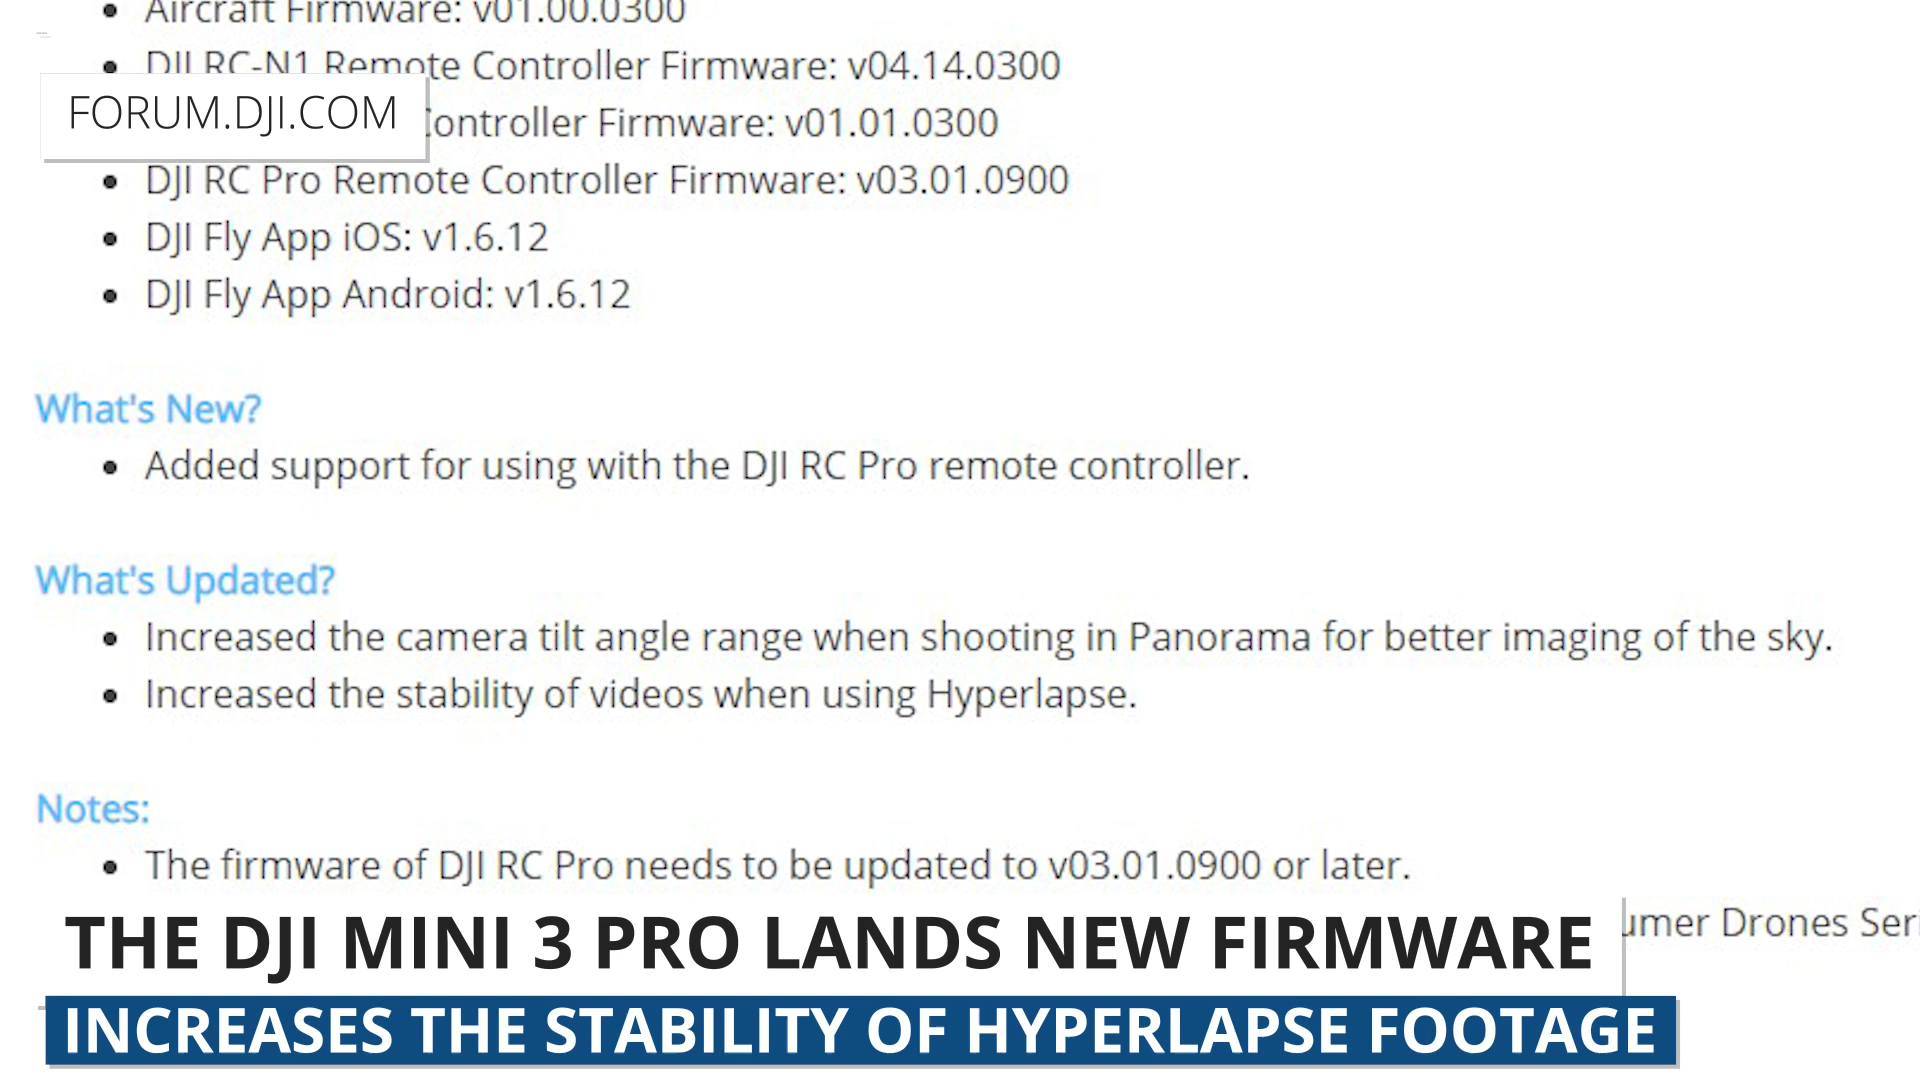 Aircraft Firmware: v01.00.0300
DJI RC-N1 Remote Controller Firmware: v04.14.0300
FORUM.DJI.COM
Controller Firmware: v01.01.0300
DJI RC Pro Remote Controller Firmware: v03.01.0900
DJI Fly App iOS: v1.6.12
DJI Fly App Android: v1.6.12
What's New?
Added support for using with the DJI RC Pro remote controller.
What's Updated?
Increased the camera tilt angle range when shooting in Panorama for better imaging of the sky.
Increased the stability of videos when using Hyperlapse.
Notes:
The firmware of DJI RC Pro needs to be updated to v03.01.0900 or later.
Drones
THE DJI MINI 3 PRO LANDS NEW FIRMWARE
INCREASES THE STABILITY OF HYPERLAPSE FOOTAGE